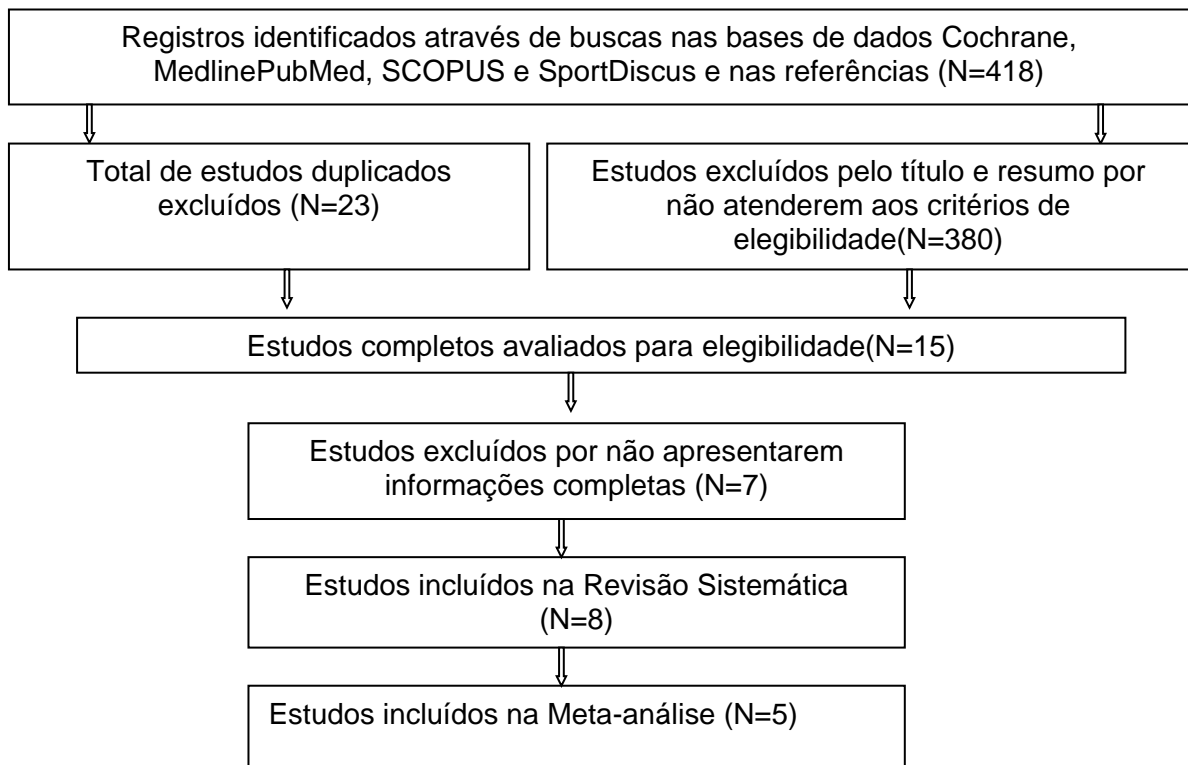 Registros identificados através de buscas nas bases de dados Cochrane,
MedlinePubMed, SCOPUS e SportDiscus e nas referências (N=418)
Total de estudos duplicados
excluídos (N=23)
Estudos excluídos pelo título e resumo por
não atenderem aos critérios de
elegibilidade(N=380)
Estudos completos avaliados para elegibilidade(N=15)
Estudos excluídos por não apresentarem
informações completas (N=7)
Estudos incluídos na Revisão Sistemática
(N=8)
Estudos incluídos na Meta-análise (N=5)